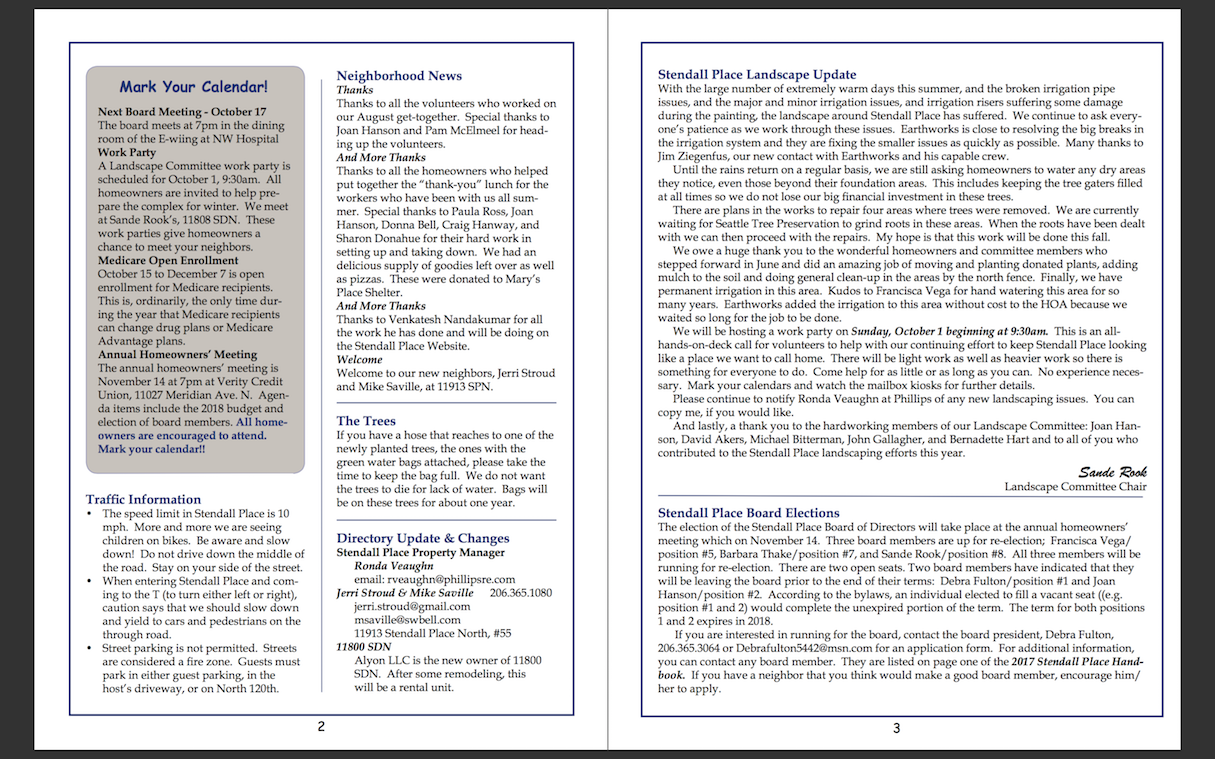 Mark Your Calendar!
Next Board Meeting - October 17
The board meets at 7pm in the dining
room of the E-wiing at NW Hospital
Work Party
A Landscape Committee work party is
scheduled for October 1, 9:30am. All
homeowners are invited to help pre-
pare the complex for winter. We meet
at Sande Rook's, 11808 SDN. These
work parties give homeowners a
chance to meet your neighbors.
Medicare Open Enrollment
October 15 to December 7 is open
enrollment for Medicare recipients.
This is, ordinarily, the only time dur-
ing the year that Medicare recipients
can change drug plans or Medicare
Advantage plans.
Annual Homeowners' Meeting
The annual homeowners' meeting is
November 14 at 7pm at Verity Credit
Union, 11027 Meridian Ave. N. Agen-
da items include the 2018 budget and
election of board members. All home-
owners are encouraged to attend.
Mark your calendar!!
Traffic Information
• The speed limit in Stendall Place is 10
mph. More and more we are seeing
children on bikes. Be aware and slow
down! Do not drive down the middle of
the road. Stay on your side of the street.
• When entering Stendall Place and com-
ing to the T (to turn either left or right),
caution says that we should slow down
and yield to cars and pedestrians on the
through road.
• Street parking is not permitted. Streets
are considered a fire zone. Guests must
park in either guest parking, in the
host's driveway, or on North 120th.
Neighborhood News
Thanks
Thanks to all the volunteers who worked on
our August get-together. Special thanks to
Joan Hanson and Pam McElmeel for head-
ing up the volunteers.
And More Thanks
Thanks to all the homeowners who helped
put together the "thank-you" lunch for the
workers who have been with us all sum-
mer. Special thanks to Paula Ross, Joan
Hanson, Donna Bell, Craig Hanway, and
Sharon Donahue for their hard work in
setting up and taking down. We had an
delicious supply of goodies left over as well
as pizzas. These were donated to Mary's
Place Shelter.
And More Thanks
Thanks to Venkatesh Nandakumar for all
the work he has done and will be doing on
the Stendall Place Website.
Welcome
Welcome to our new neighbors, Jerri Stroud
and Mike Saville, at 11913 SPN.
The Trees
If you have a hose that reaches to one of the
newly planted trees, the ones with the
green water bags attached, please take the
time to keep the bag full. We do not want
the trees to die for lack of water. Bags will
be on these trees for about one year.
Directory Update & Changes
Stendall Place Property Manager
Ronda Veaughn
email: rveaughn@phillipsre.com
Jerri Stroud & Mike Saville 206.365.1080
jerri.stroud@gmail.com
msaville@swbell.com
11913 Stendall Place North, #55
11800 SDN
Alyon LLC is the new owner of 11800
SDN. After some remodeling, this
will be a rental unit.
2
Stendall Place Landscape Update
With the large number of extremely warm days this summer, and the broken irrigation pipe
issues, and the major and minor irrigation issues, and irrigation risers suffering some damage
during the painting, the landscape around Stendall Place has suffered. We continue to ask every-
one's patience as we work through these issues. Earthworks is close to resolving the big breaks in
the irrigation system and they are fixing the smaller issues as quickly as possible. Many thanks to
Jim Ziegenfus, our new contact with Earthworks and his capable crew.
Until the rains return on a regular basis, we are still asking homeowners to water any dry areas
they notice, even those beyond their foundation areas. This includes keeping the tree gaters filled
at all times so we do not lose our big financial investment in these trees.
There are plans in the works to repair four areas where trees were removed. We are currently
waiting for Seattle Tree Preservation to grind roots in these areas. When the roots have been dealt
with we can then proceed with the repairs. My hope is that this work will be done this fall.
We owe a huge thank you to the wonderful homeowners and committee members who
stepped forward in June and did an amazing job of moving and planting donated plants, adding
mulch to the soil and doing general clean-up in the areas by the north fence. Finally, we have
permanent irrigation in this area. Kudos to Francisca Vega for hand watering this area for so
many years. Earthworks added the irrigation to this area without cost to the HOA because we
waited so long for the job to be done.
We will be hosting a work party on Sunday, October 1 beginning at 9:30am. This is an all-
hands-on-deck call for volunteers to help with our continuing effort to keep Stendall Place looking
like a place we want to call home. There will be light work as well as heavier work so there is
something for everyone to do. Come help for as little or as long as you can. No experience neces-
sary. Mark your calendars and watch the mailbox kiosks for further details.
Please continue to notify Ronda Veaughn at Phillips of any new landscaping issues. You can
copy me, if you would like.
And lastly, a thank you to the hardworking members of our Landscape Committee: Joan Han-
son, David Akers, Michael Bitterman, John Gallagher, and Bernadette Hart and to all of you who
contributed to the Stendall Place landscaping efforts this year.
Sande Rook
Landscape Committee Chair
Stendall Place Board Elections
The election of the Stendall Place Board of Directors will take place at the annual homeowners'
meeting which on November 14. Three board members are up for re-election; Francisca Vega/
position #5, Barbara Thake/position #7, and Sande Rook/position #8. All three members will be
running for re-election. There are two open seats. Two board members have indicated that they
will be leaving the board prior to the end of their terms: Debra Fulton/position #1 and Joan
Hanson/position #2. According to the bylaws, an individual elected to fill a vacant seat ((e.g.
position #1 and 2) would complete the unexpired portion of the term. The term for both positions
1 and 2 expires in 2018.
If you are interested in running for the board, contact the board president, Debra Fulton,
206.365.3064 or Debrafulton5442@msn.com for an application form. For additional information,
you can contact any board member. They are listed on page one of the 2017 Stendall Place Hand-
book. If you have a neighbor that you think would make a good board member, encourage him/
her to apply.
3